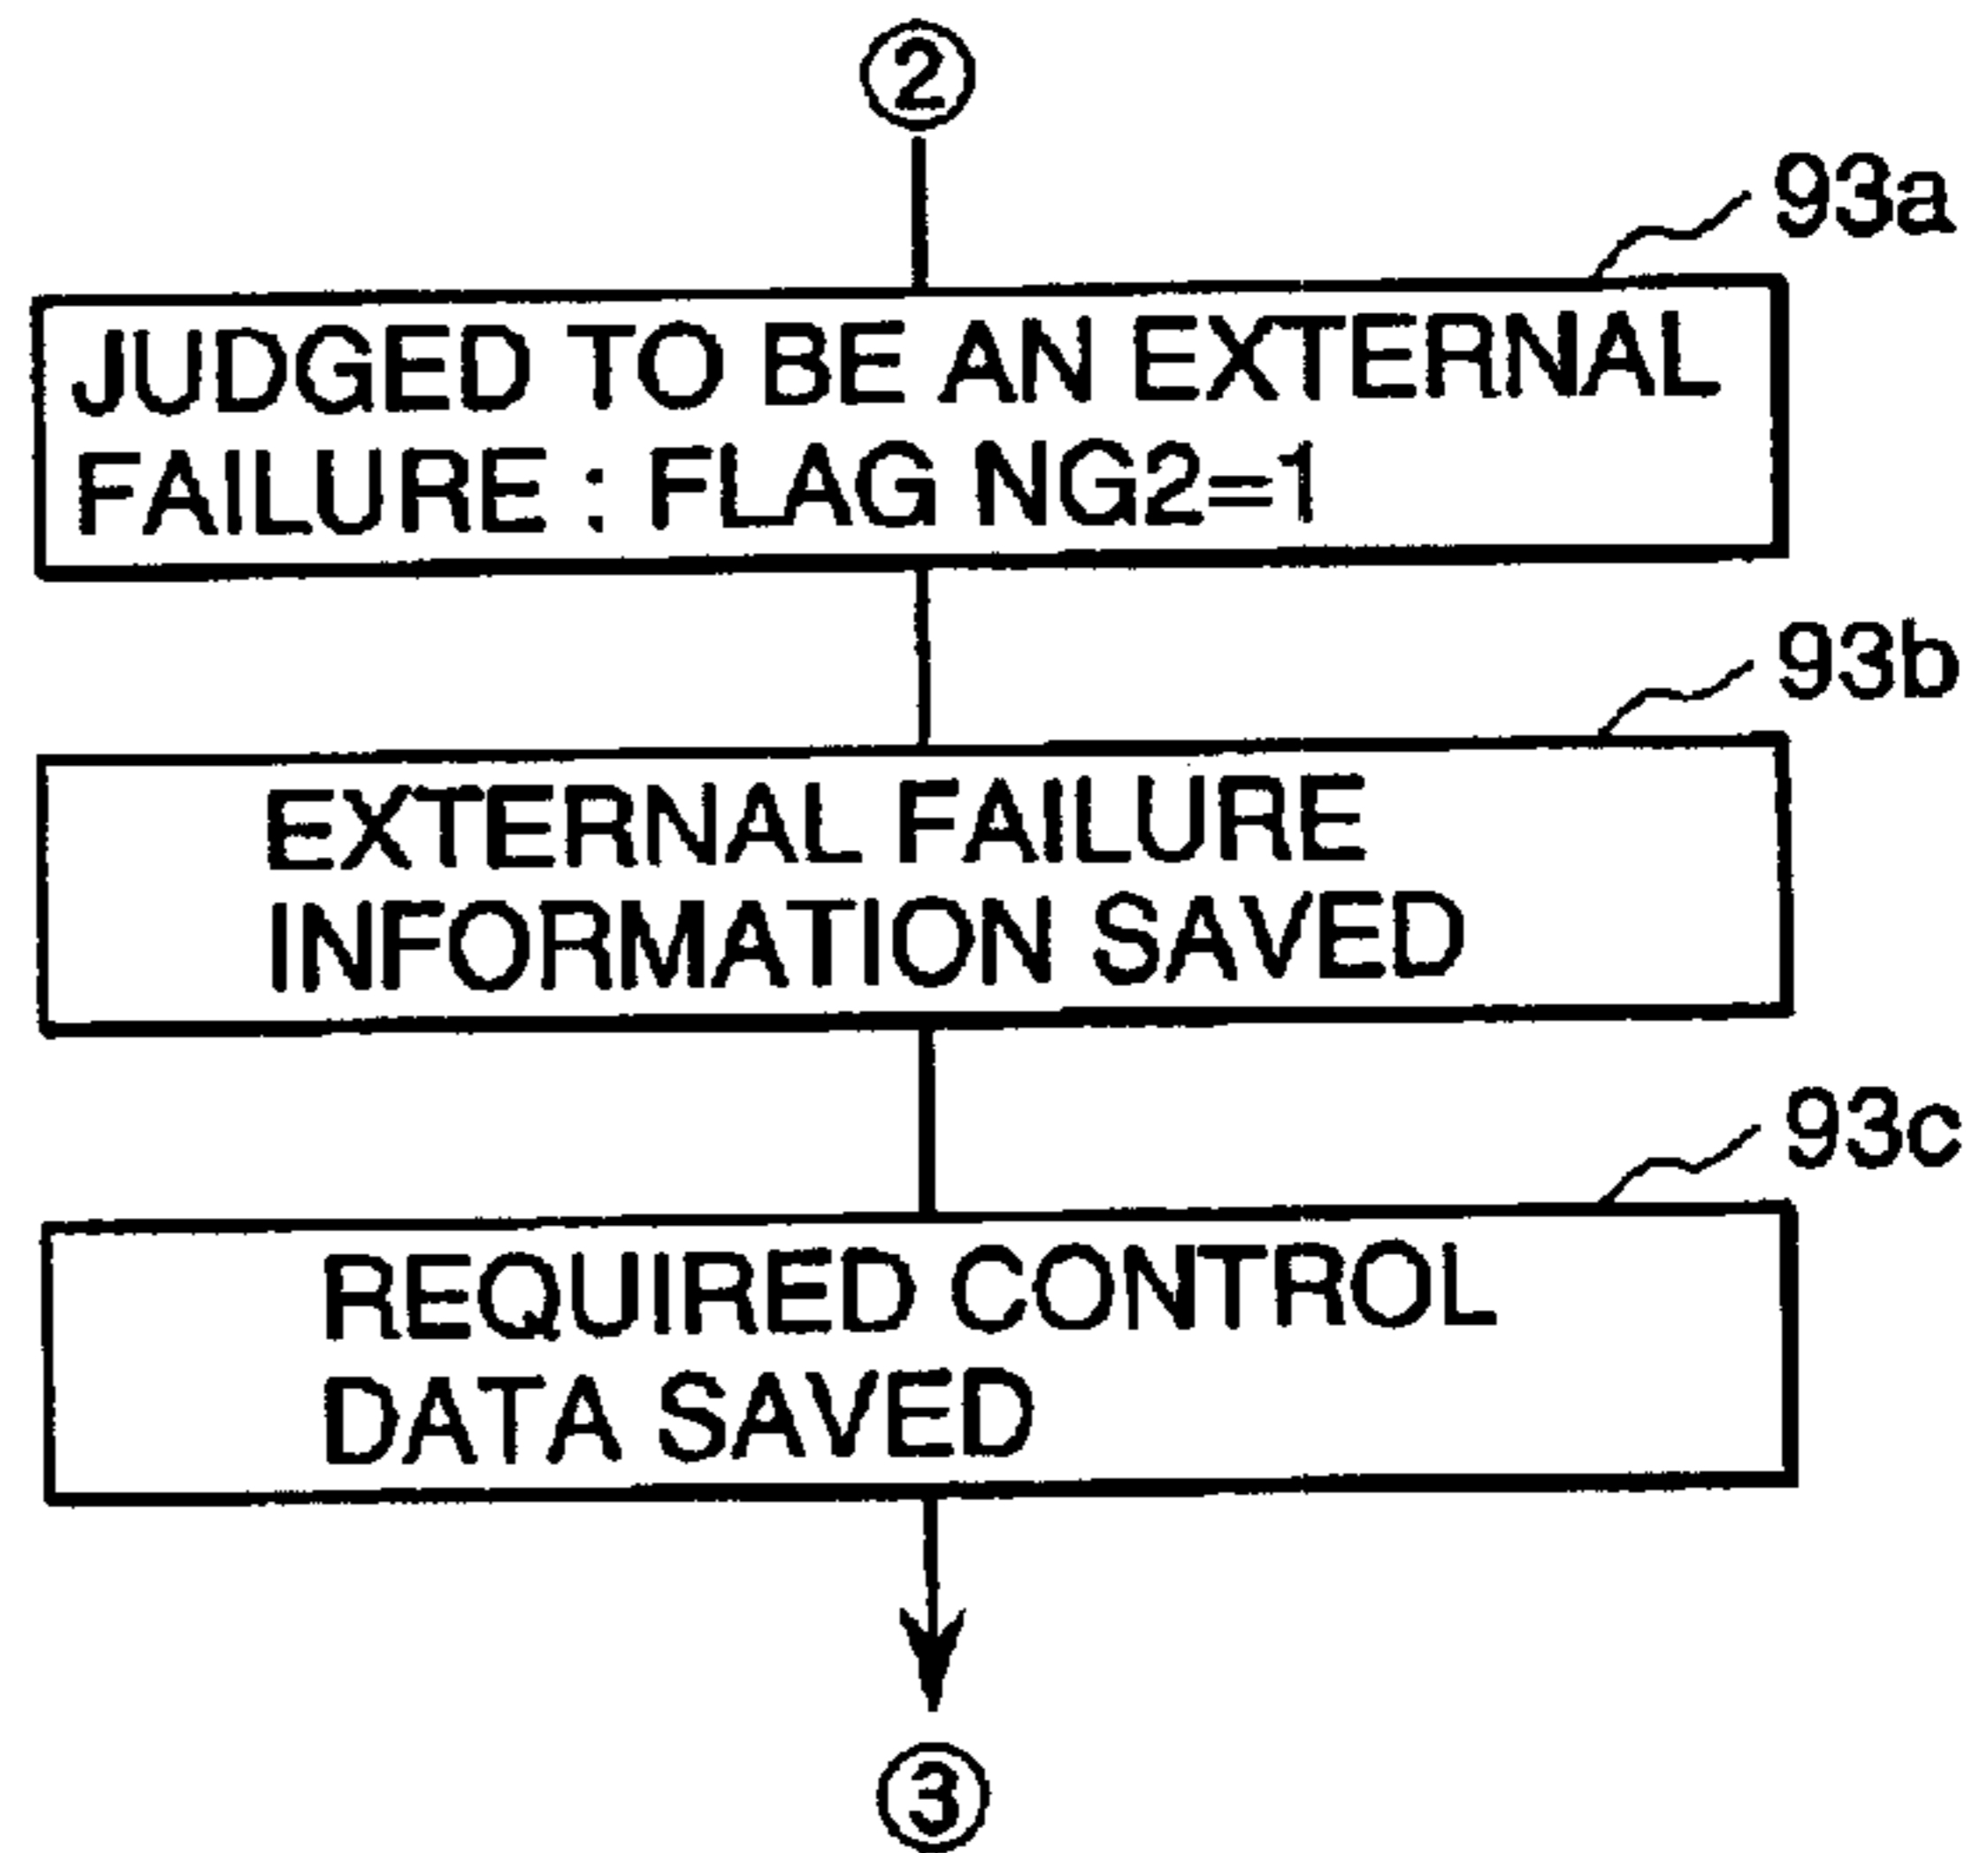 ②
93a
JUDGED TO BE AN EXTERNAL
FAILURE : FLAG NG2=1
93b
EXTERNAL FAILURE
INFORMATION SAVED
93c
REQUIRED CONTROL
DATA SAVED
③